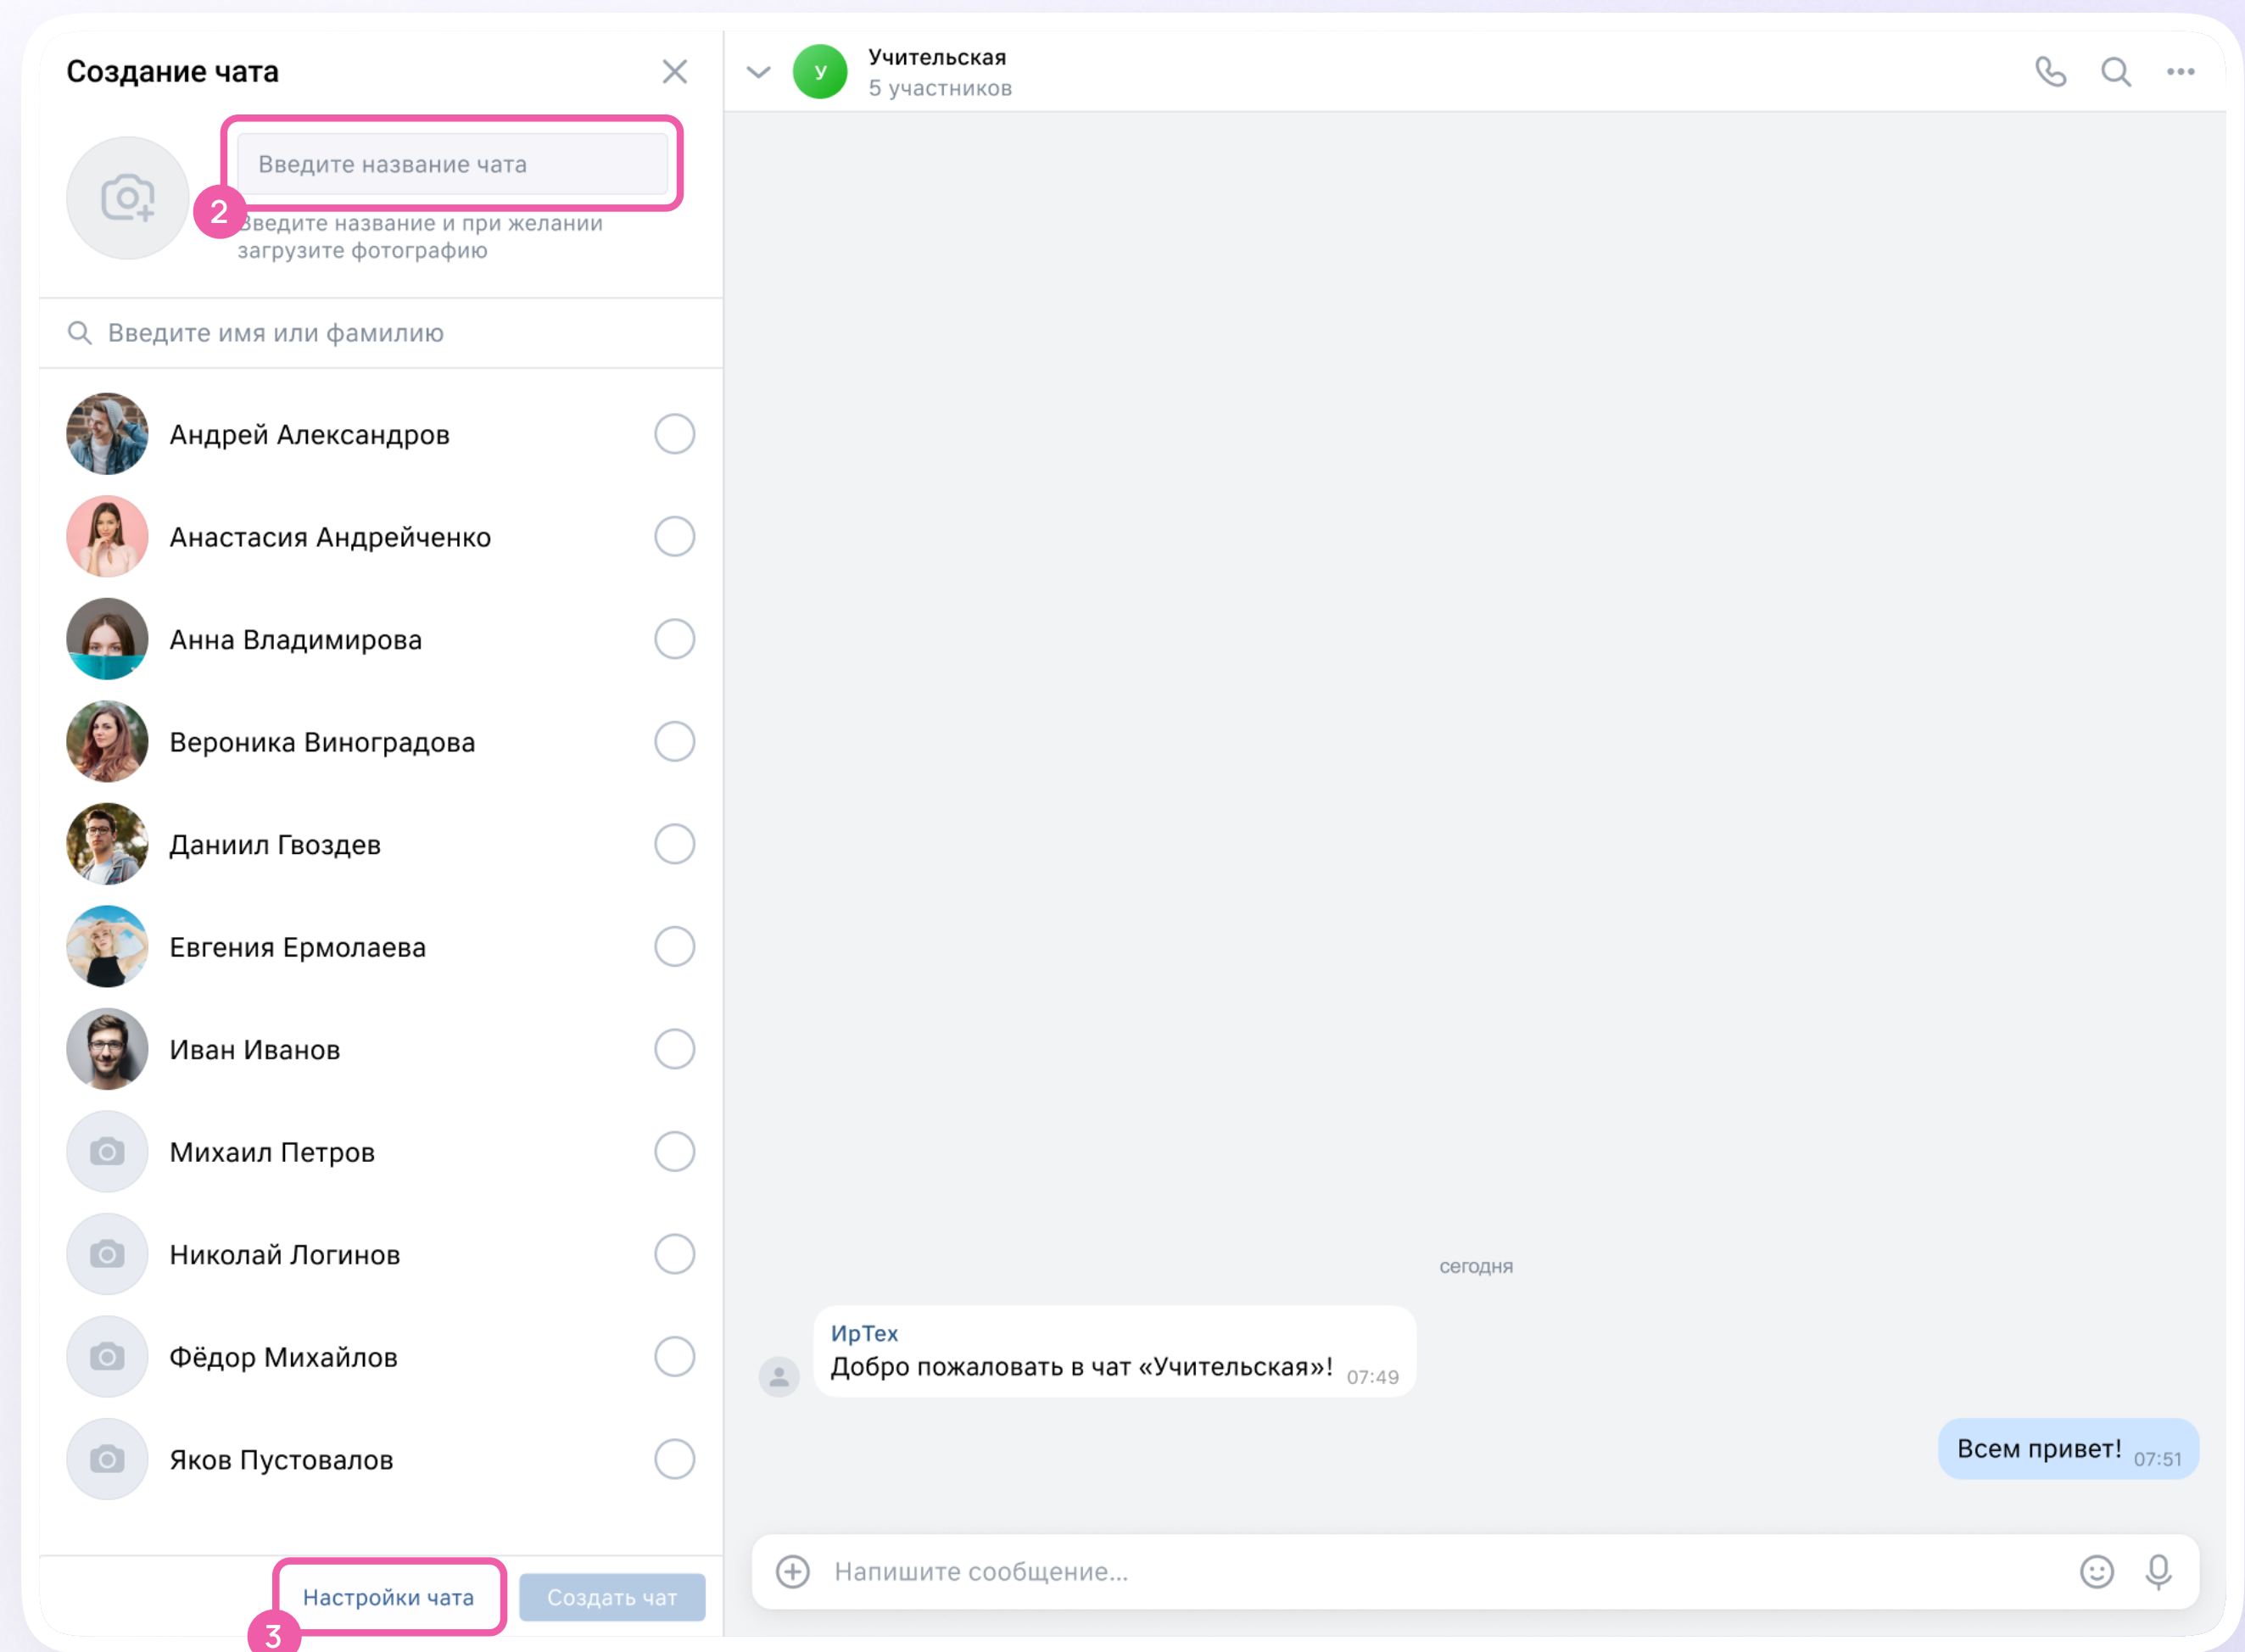 Создание чата
Введите название чата
2
Введите название и при желании
загрузите фотографию
Введите имя или фамилию
Андрей Александров
Анастасия Андрейченко
Анна Владимирова
Вероника Виноградова
Даниил Гвоздев
Евгения Ермолаева
Иван Иванов
Михаил Петров
Николай Логинов
Фёдор Михайлов
Яков Пустовалов
Настройки чата
Создать чат
3
У
Учительская
5 участников
сегодня
ИрТех
Добро пожаловать в чат «Учительская»! 07:49
Всем привет! 07:51
Напишите сообщение...